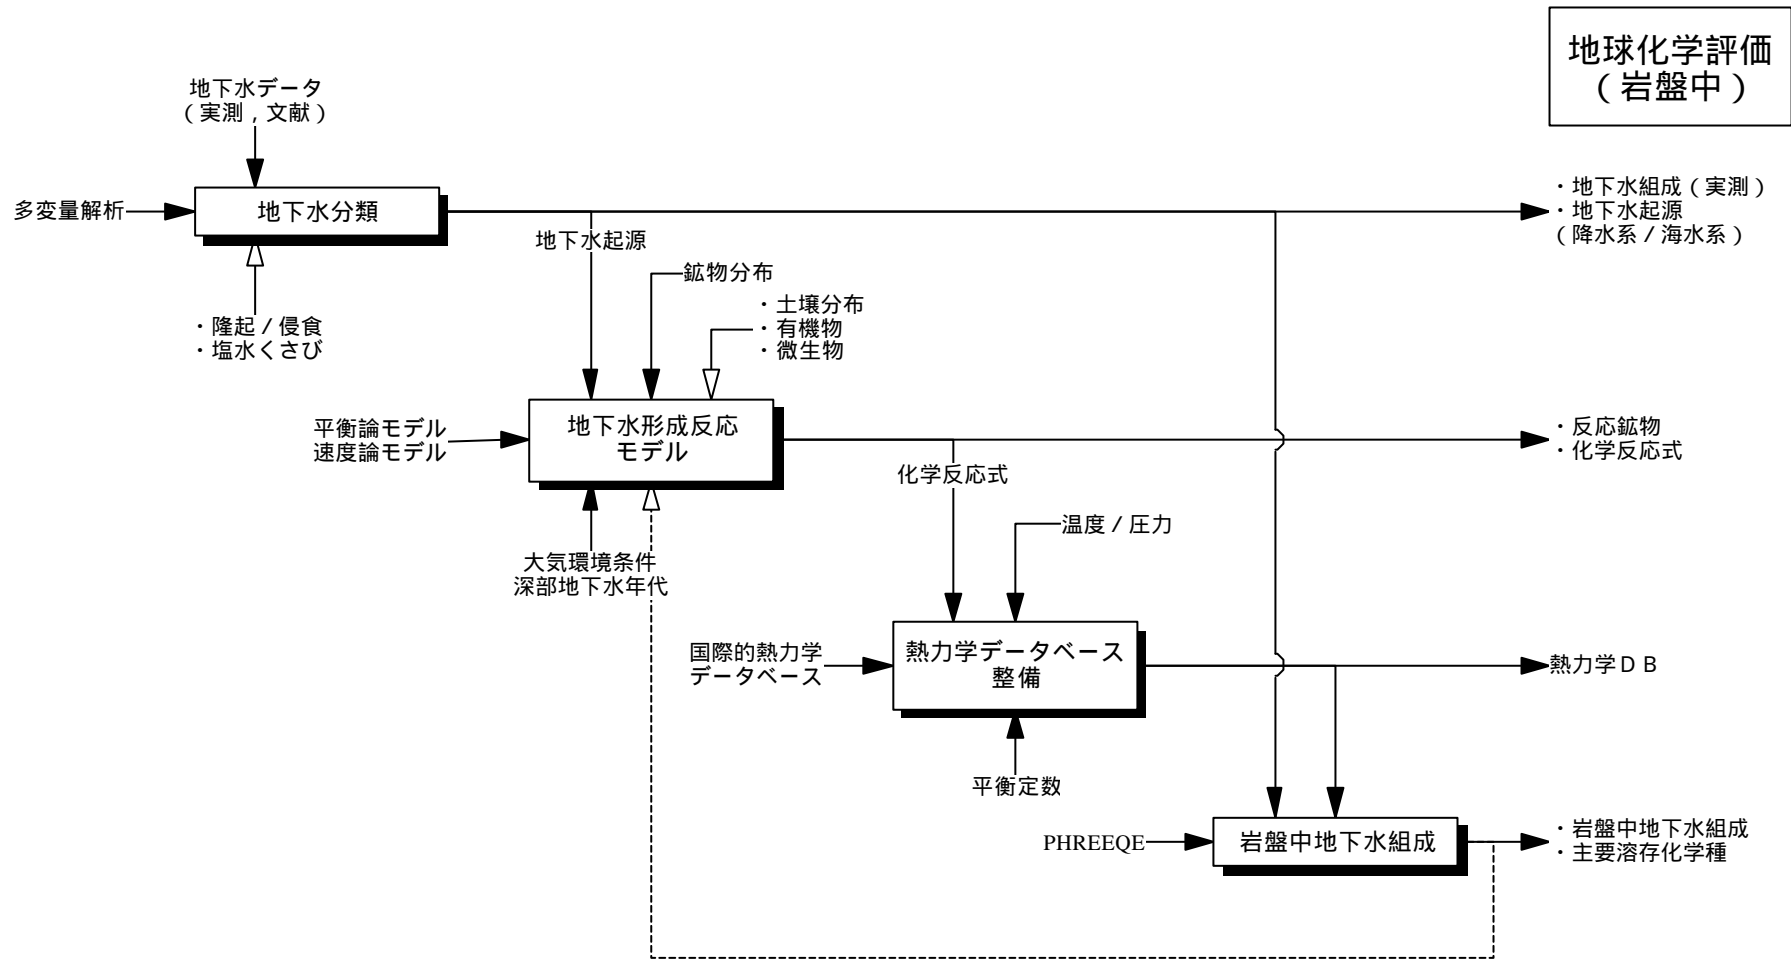 地球化学評価
（岩盤中）
地下水データ
（実測，文献）
多変量解析
地下水分類
・地下水組成（実測）
・地下水起源
（降水系／海水系）
地下水起源
鉱物分布
・土壌分布
・有機物
・微生物
・隆起／侵食
・塩水くさび
平衡論モデル
速度論モデル
地下水形成反応
モデル
・反応鉱物
・化学反応式
化学反応式
温度／圧力
大気環境条件
深部地下水年代
国際的熱力学
データベース
熱力学データベース
整備
熱力学ＤＢ
平衡定数
PHREEQE
岩盤中地下水組成
・岩盤中地下水組成
・主要溶存化学種